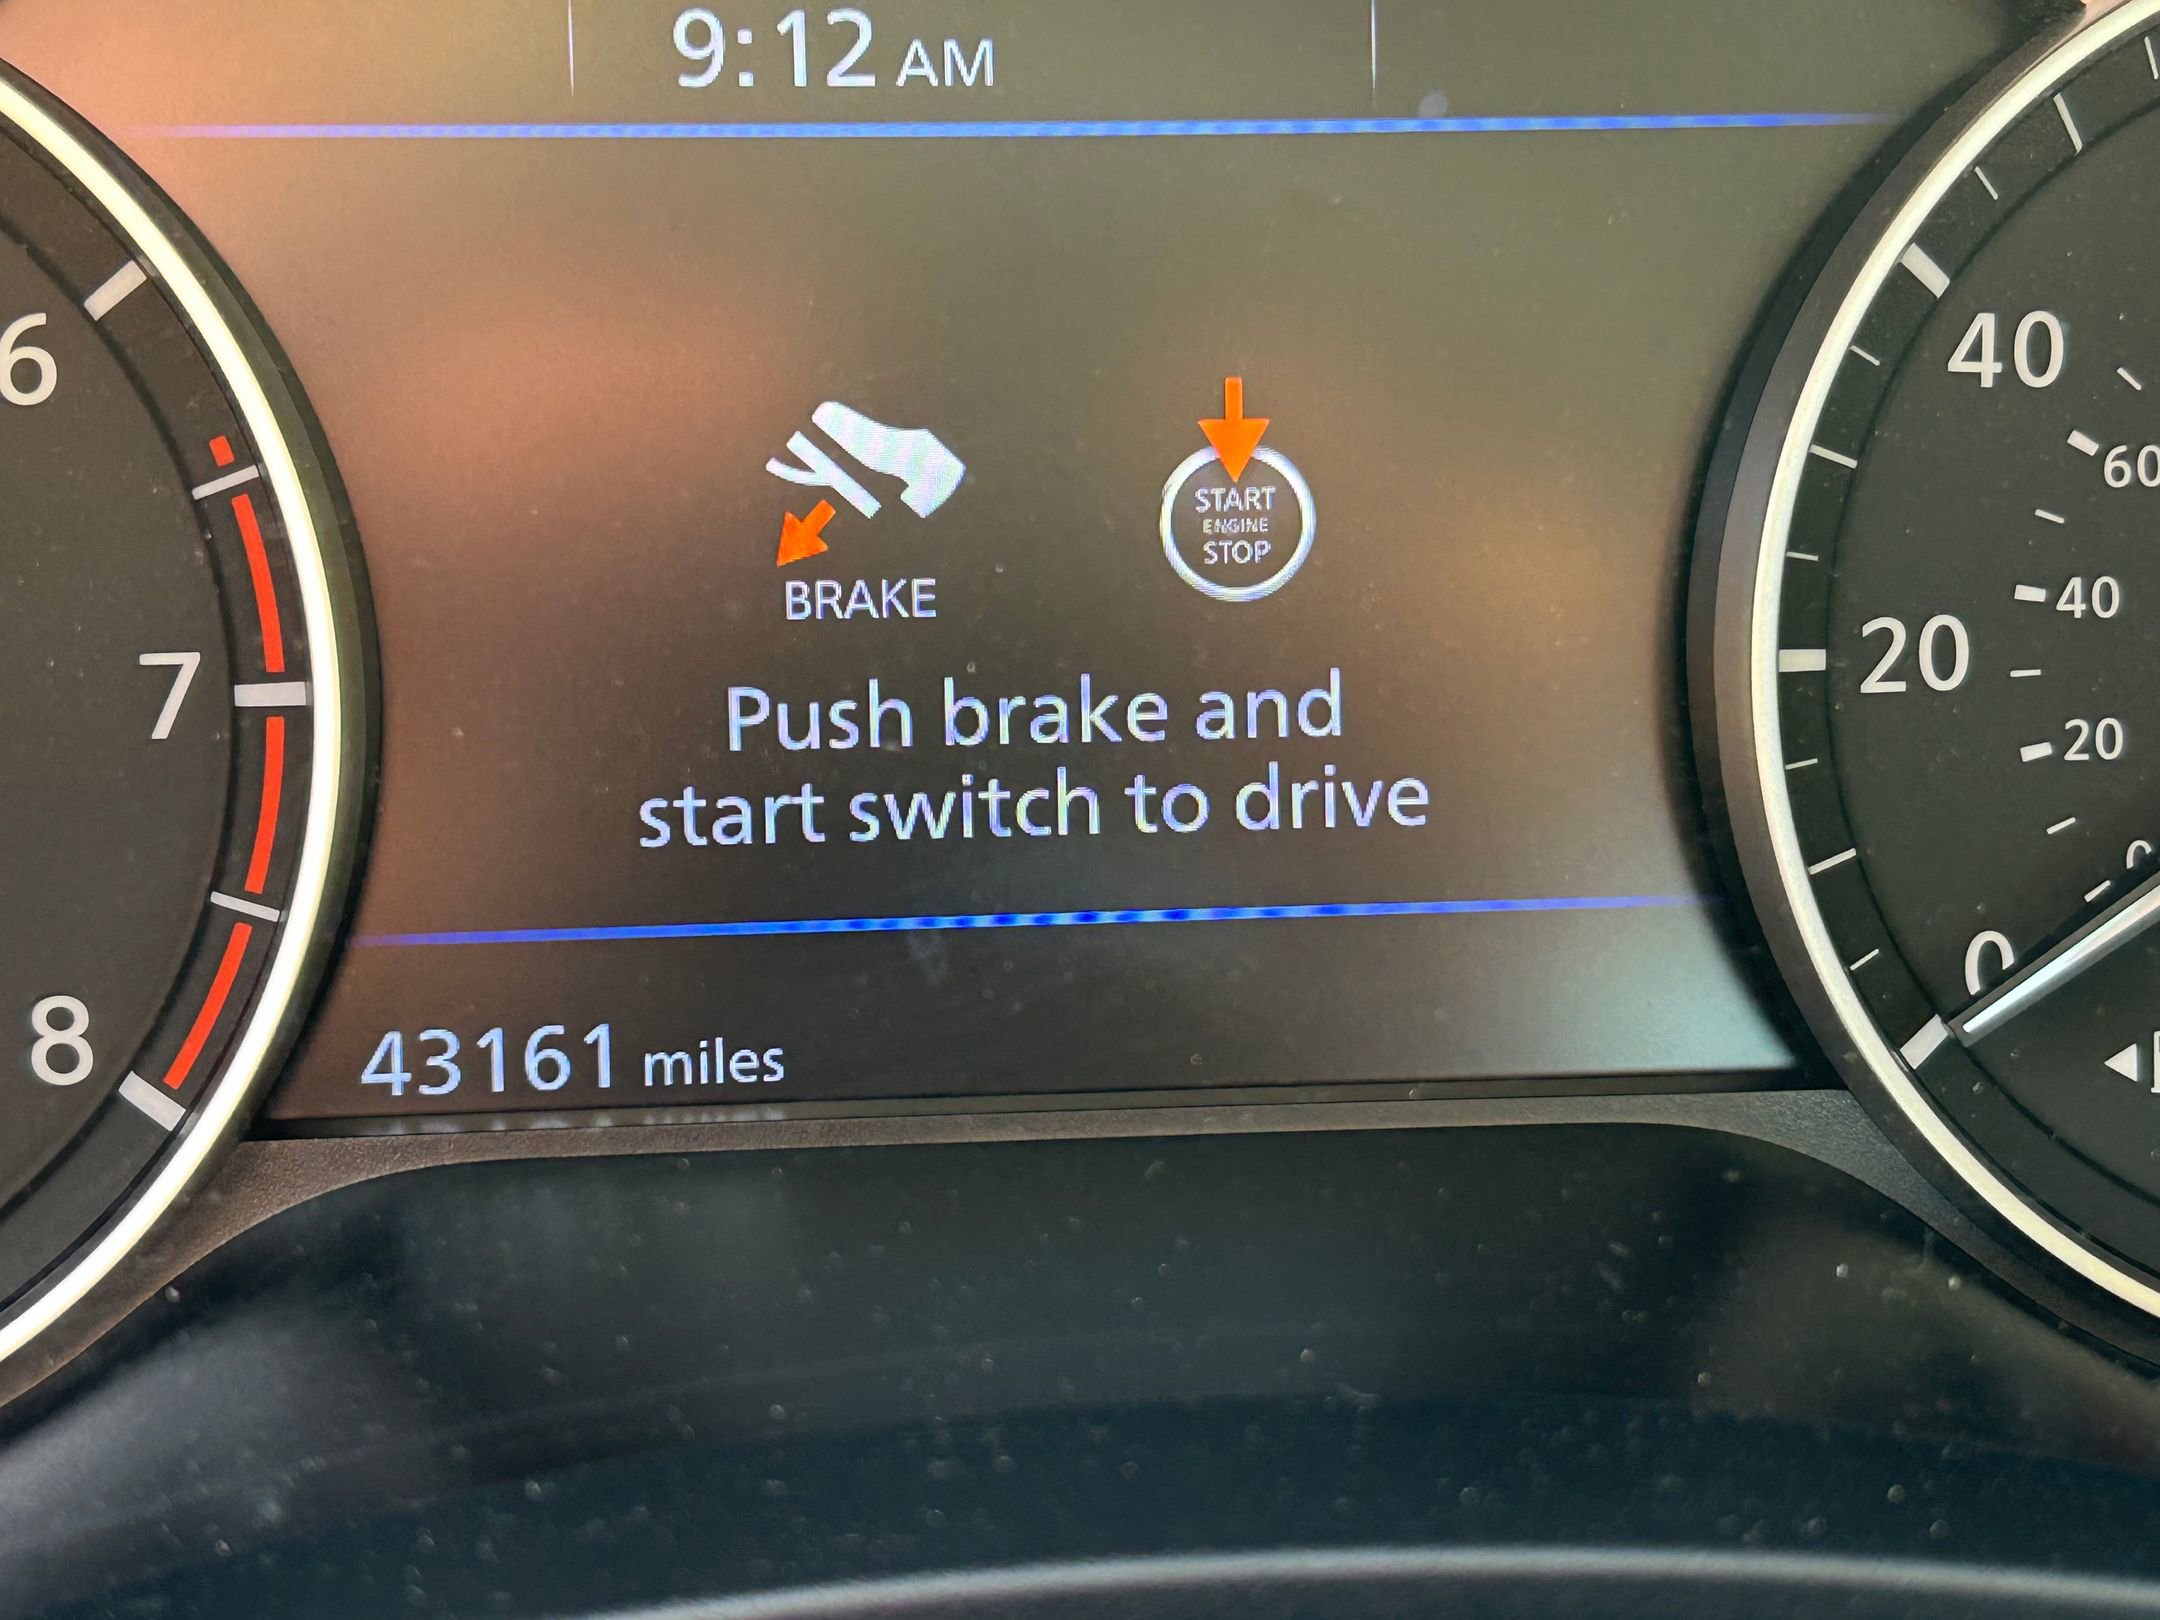 9:12 AM
6
7
8
BRAKE
START
ENGINE
STOP
Push brake and
start switch to drive
43161 miles
40
60
40
20
20
0
0